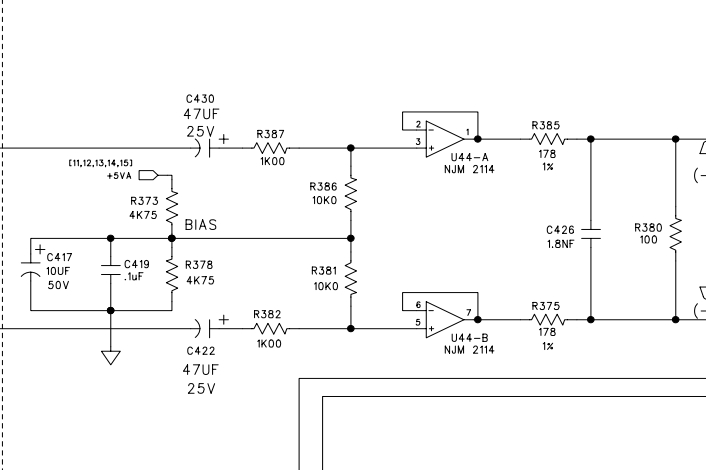 C430
47UF
25V
+
R387
1K00
2
-
3
+
1
U44-A
NJM 2114
R385
178
1%
[11,12,13,14,15]
+5VA
R373
4K75
R386
10K0
BIAS
+
C417
10UF
50V
C419
.1uF
R378
4K75
R381
10K0
C426
1.8NF
R380
100
(-
(-
+
C422
47UF
25V
R382
1K00
6
-
5
+
7
U44-B
NJM 2114
R375
178
1%